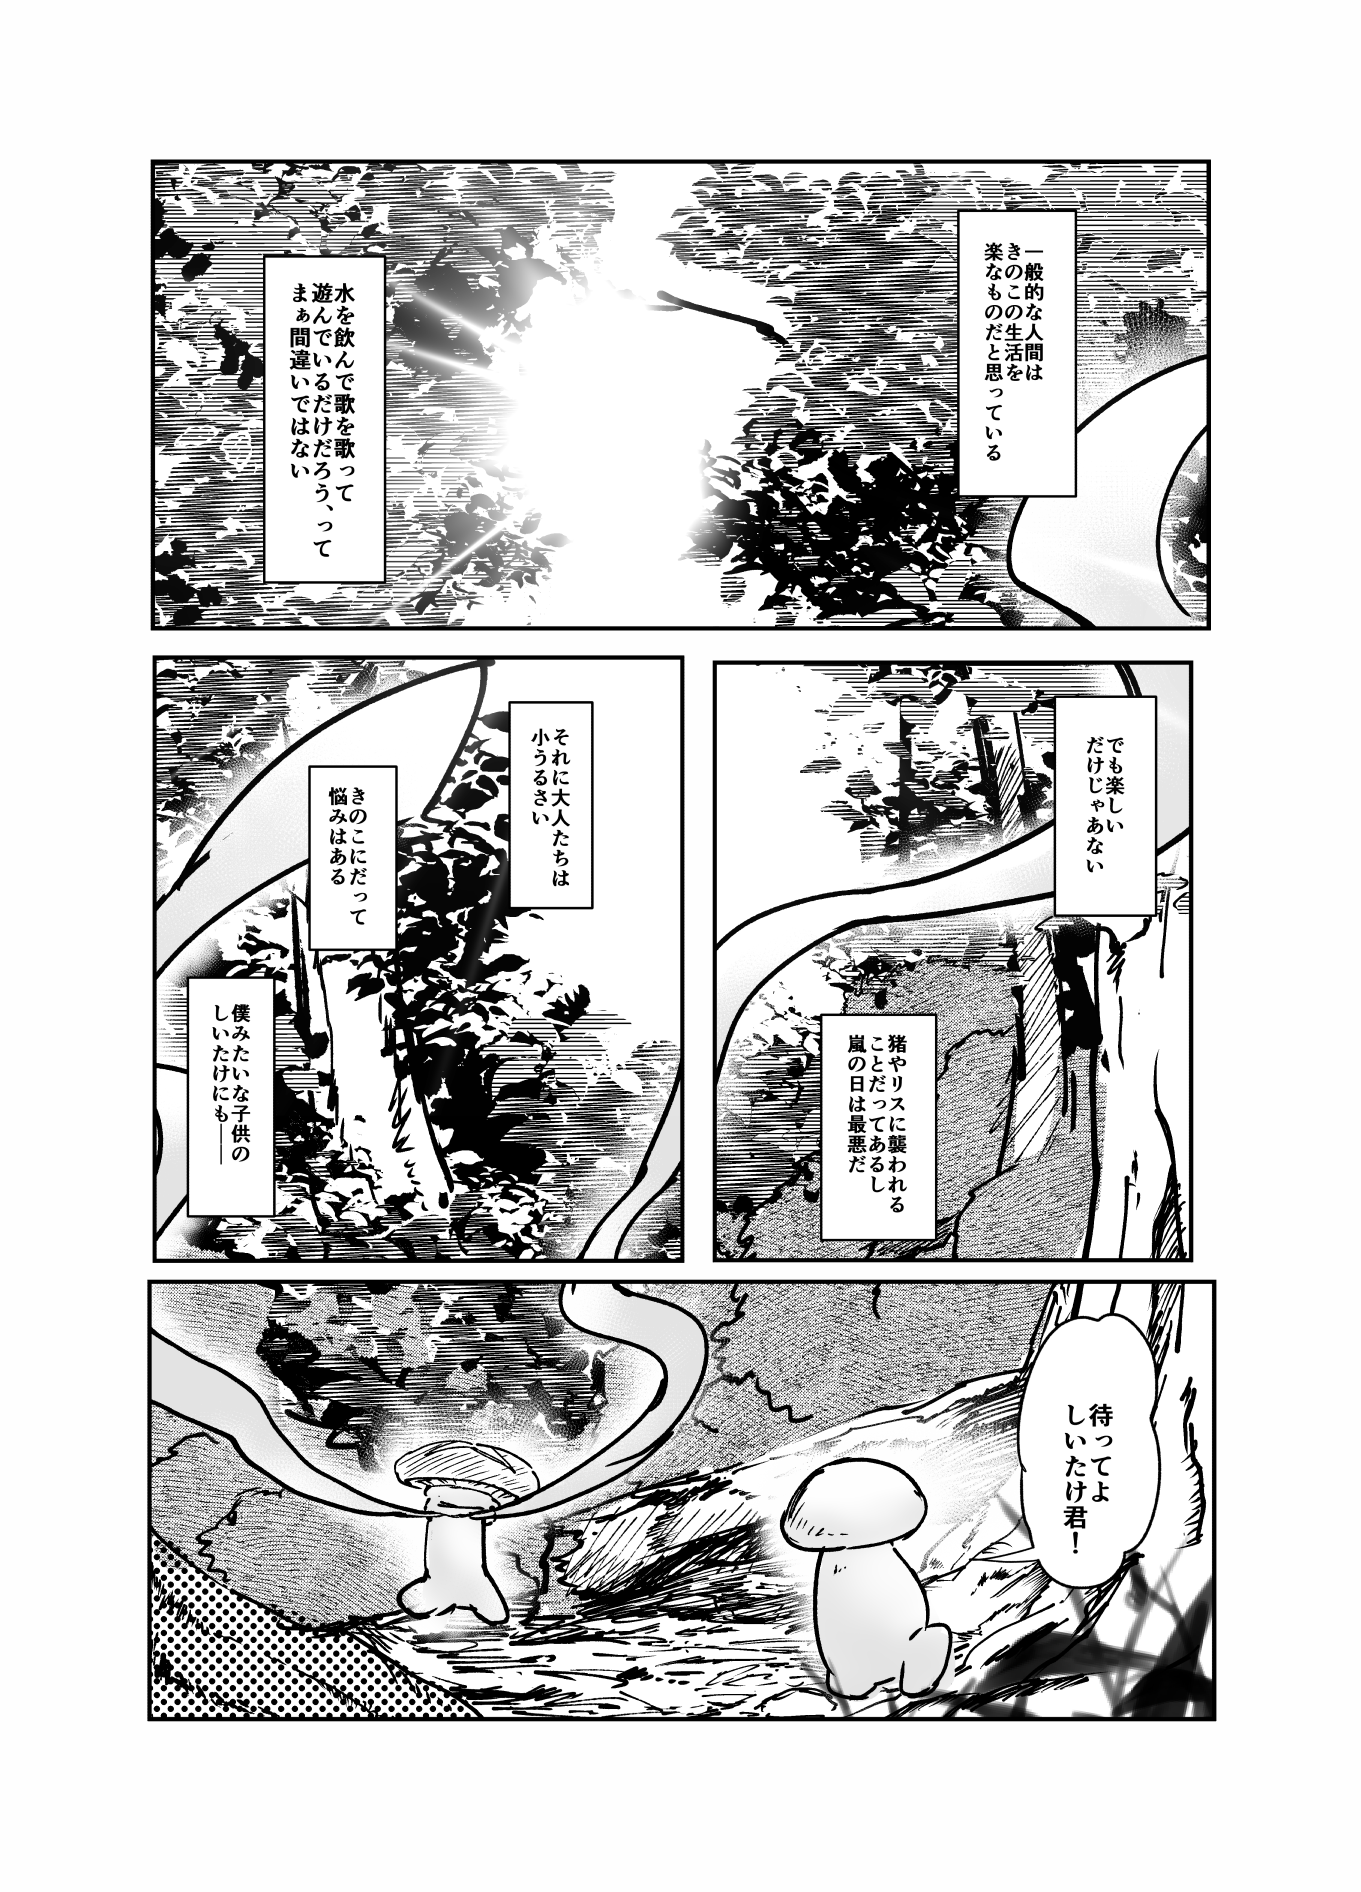 一般的な人間は
きのこの生活を
楽なものだと思っている
水を飲んで歌を歌って
遊んでいるだけだろう、って
まぁ間違いではない
でも楽しい
だけじゃあない
猪やリスに襲われる
ことだってあるし
嵐の日は最悪だ
それに大人たちは
小うるさい
きのこにだって
悩みはある
僕みたいな子供の
しいたけにも――
待ってよ
しいたけ君！